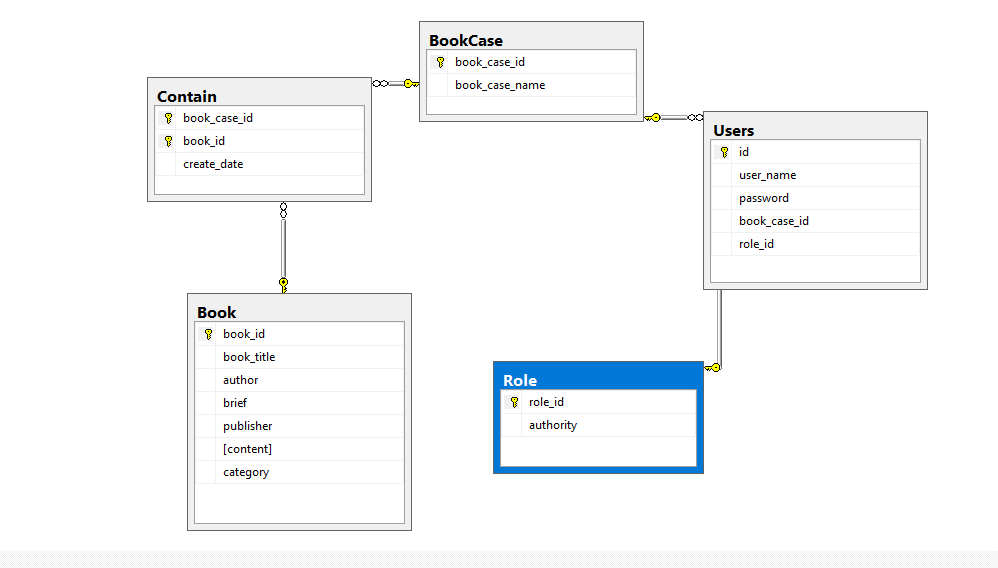 BookCase
book_case_id
book_case_name
Contain
book_case_id
book_id
create_date
Users
id
user_name
password
book_case_id
role_id
Book
book_id
book_title
author
brief
publisher
[content]
category
Role
role_id
authority